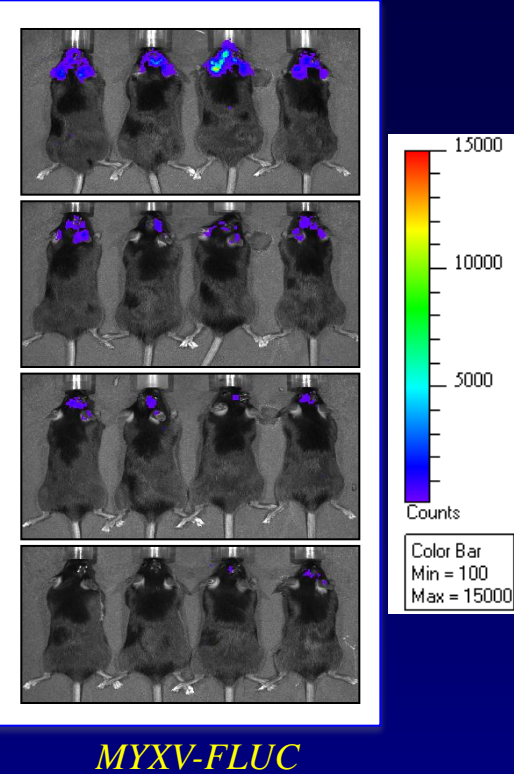 15000
10000
5000
Counts
Color Bar
Min = 100
Max = 15000
MYXV-FLUC